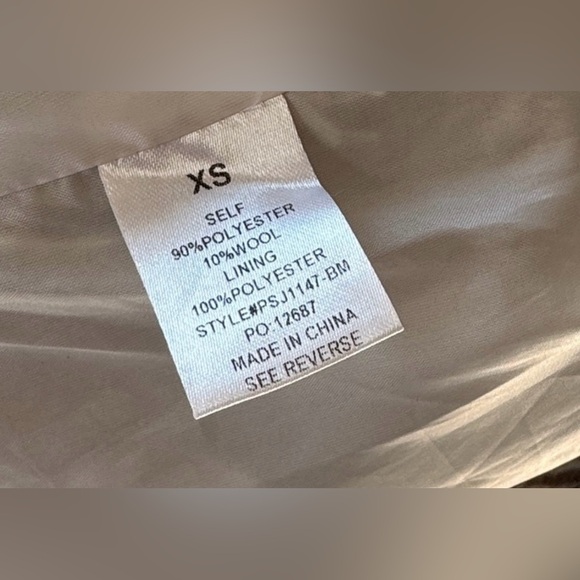 XS
SELF
90%POLYESTER
10%WOOL
LINING
100%POLYESTER
STYLE#PSJ1147-BM
PO-12687
MADE IN CHINA
SEE REVERSE